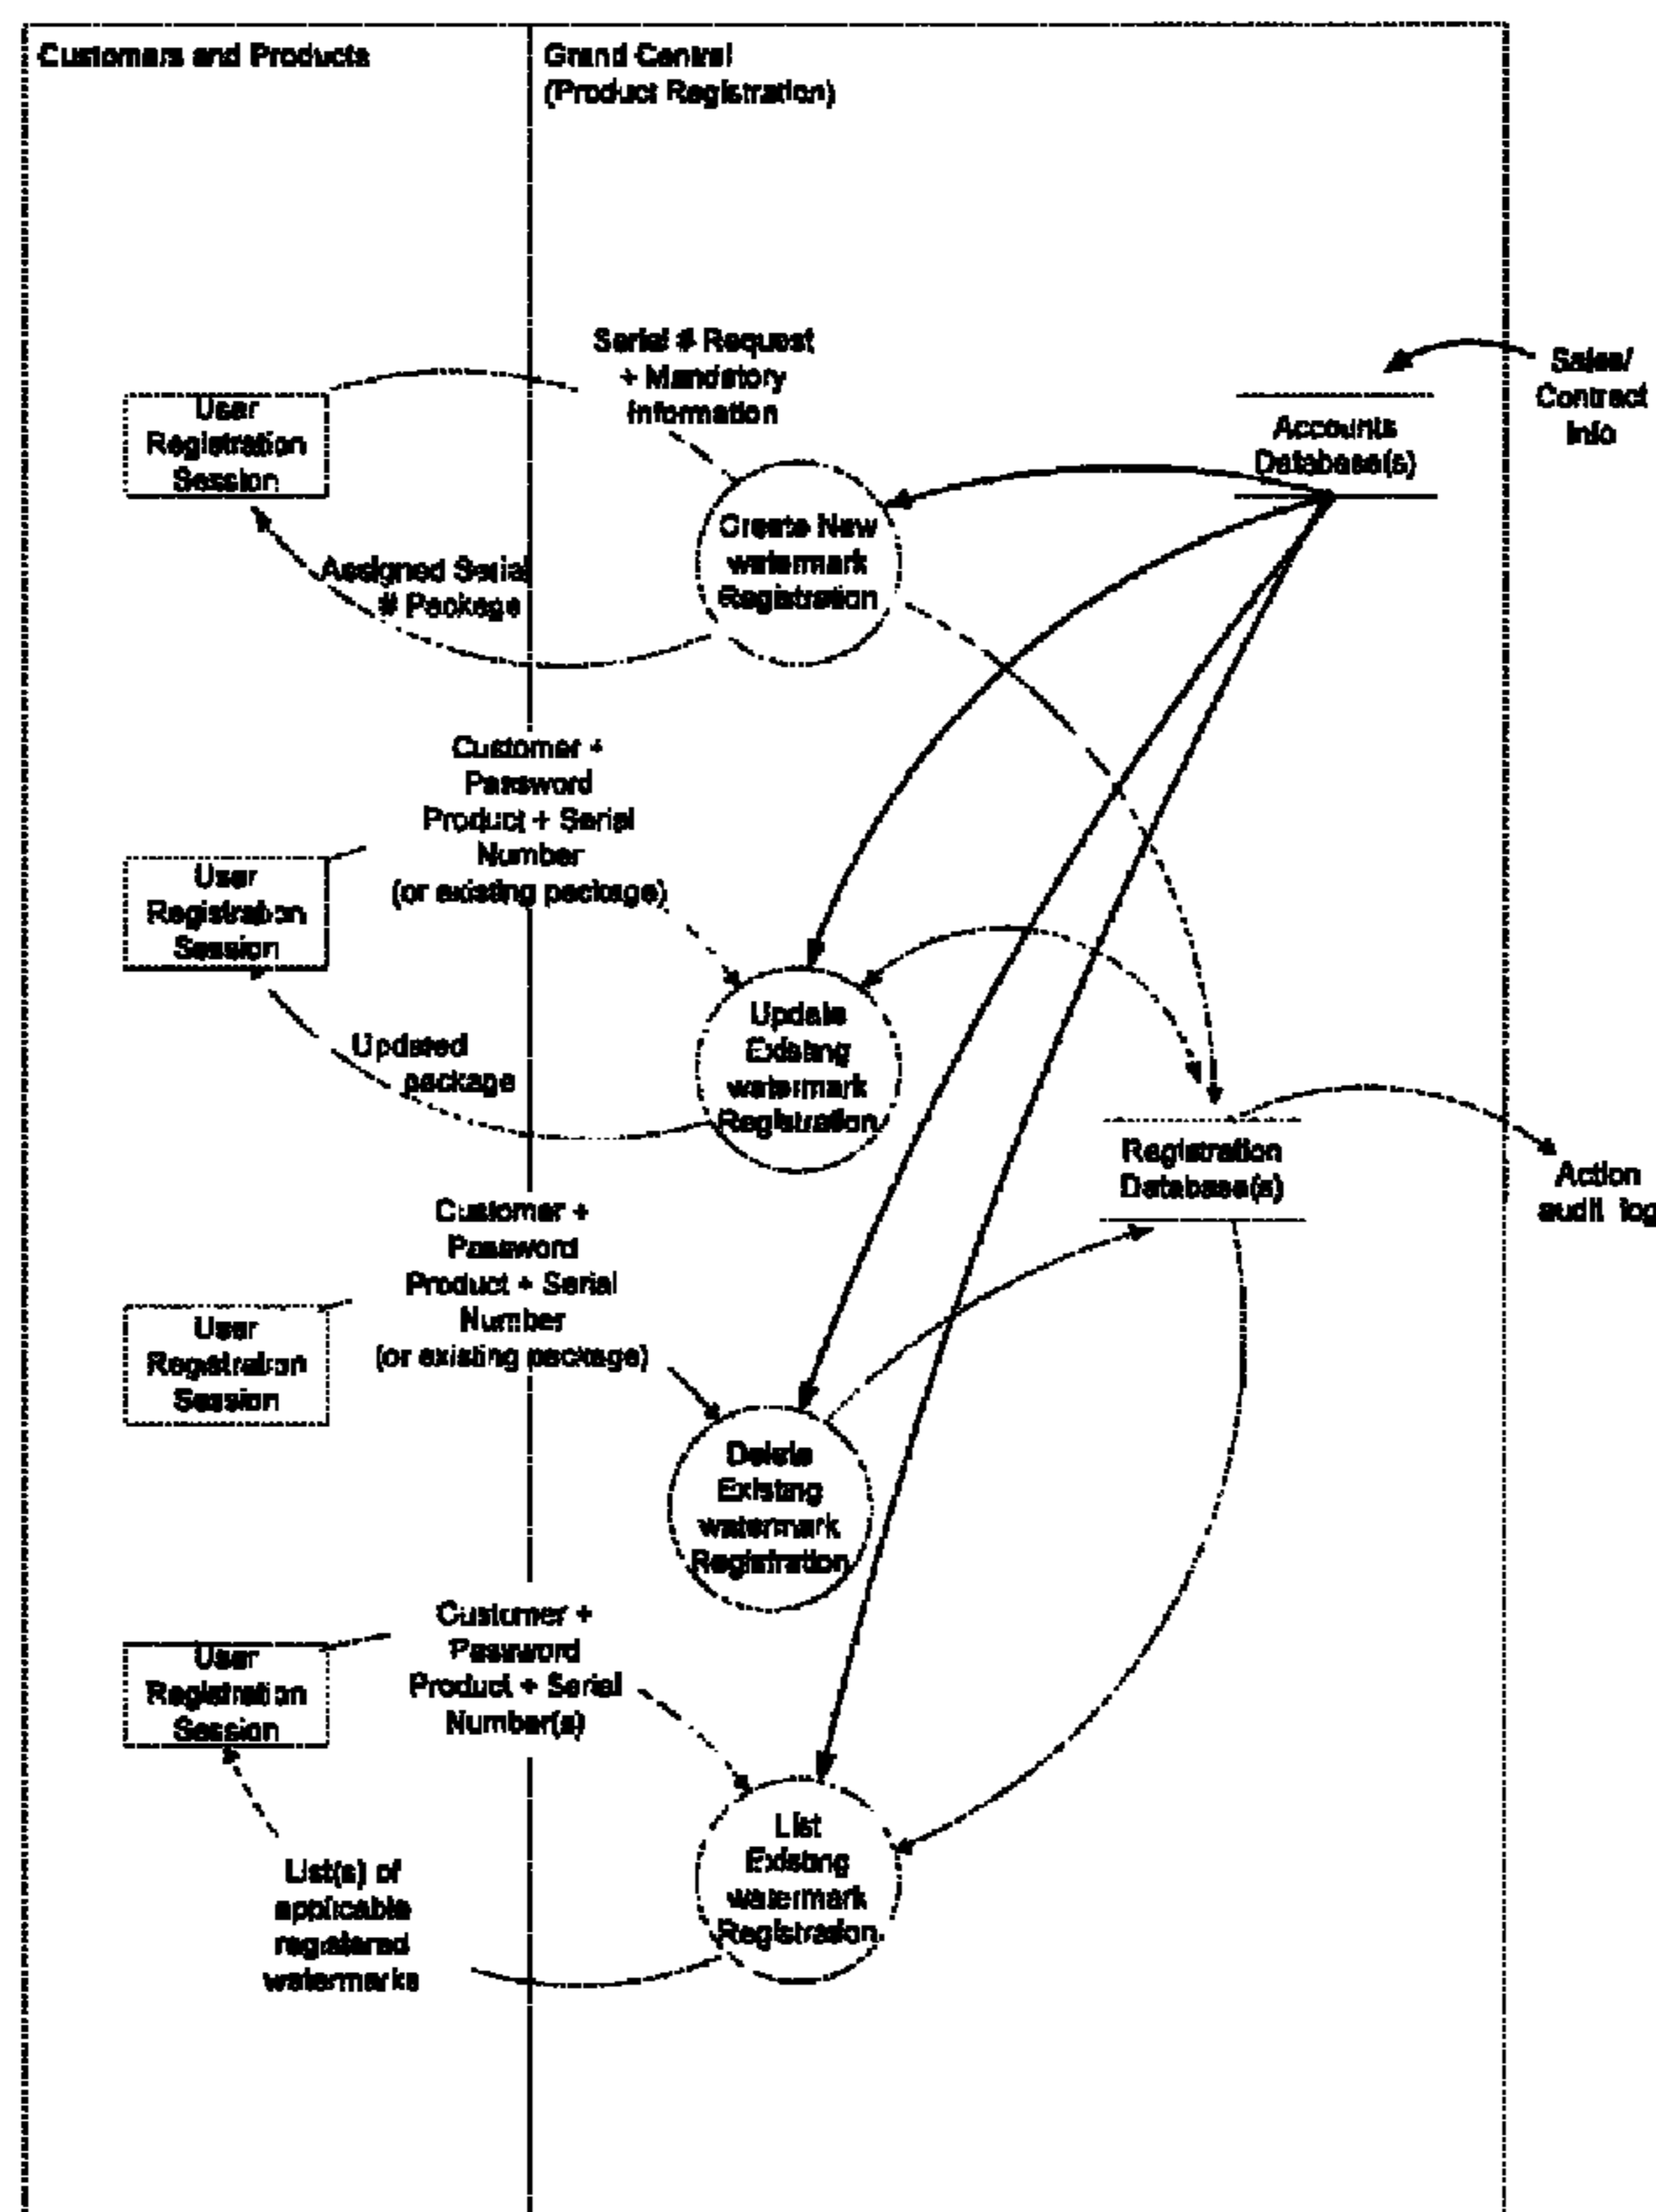 Customers and Products
Grand Central
(Product Registration)
Serial # Request
+ Mandatory
Information
Sales/
Contract
Info
User
Registration
Session
Accounts
Database(s)
Create New
watermark
Registration
Assigned Serial
# Package
Customer +
Password
Product + Serial
Number
(or existing package)
User
Registration
Session
Update
Existing
watermark
Registration
Updated
package
Registration
Database(s)
Action
audit log
Customer +
Password
Product + Serial
Number
(or existing package)
User
Registration
Session
Delete
Existing
watermark
Registration
Customer +
Password
Product + Serial
Number(s)
User
Registration
Session
List
Existing
watermark
Registration
List(s) of
applicable
registered
watermarks